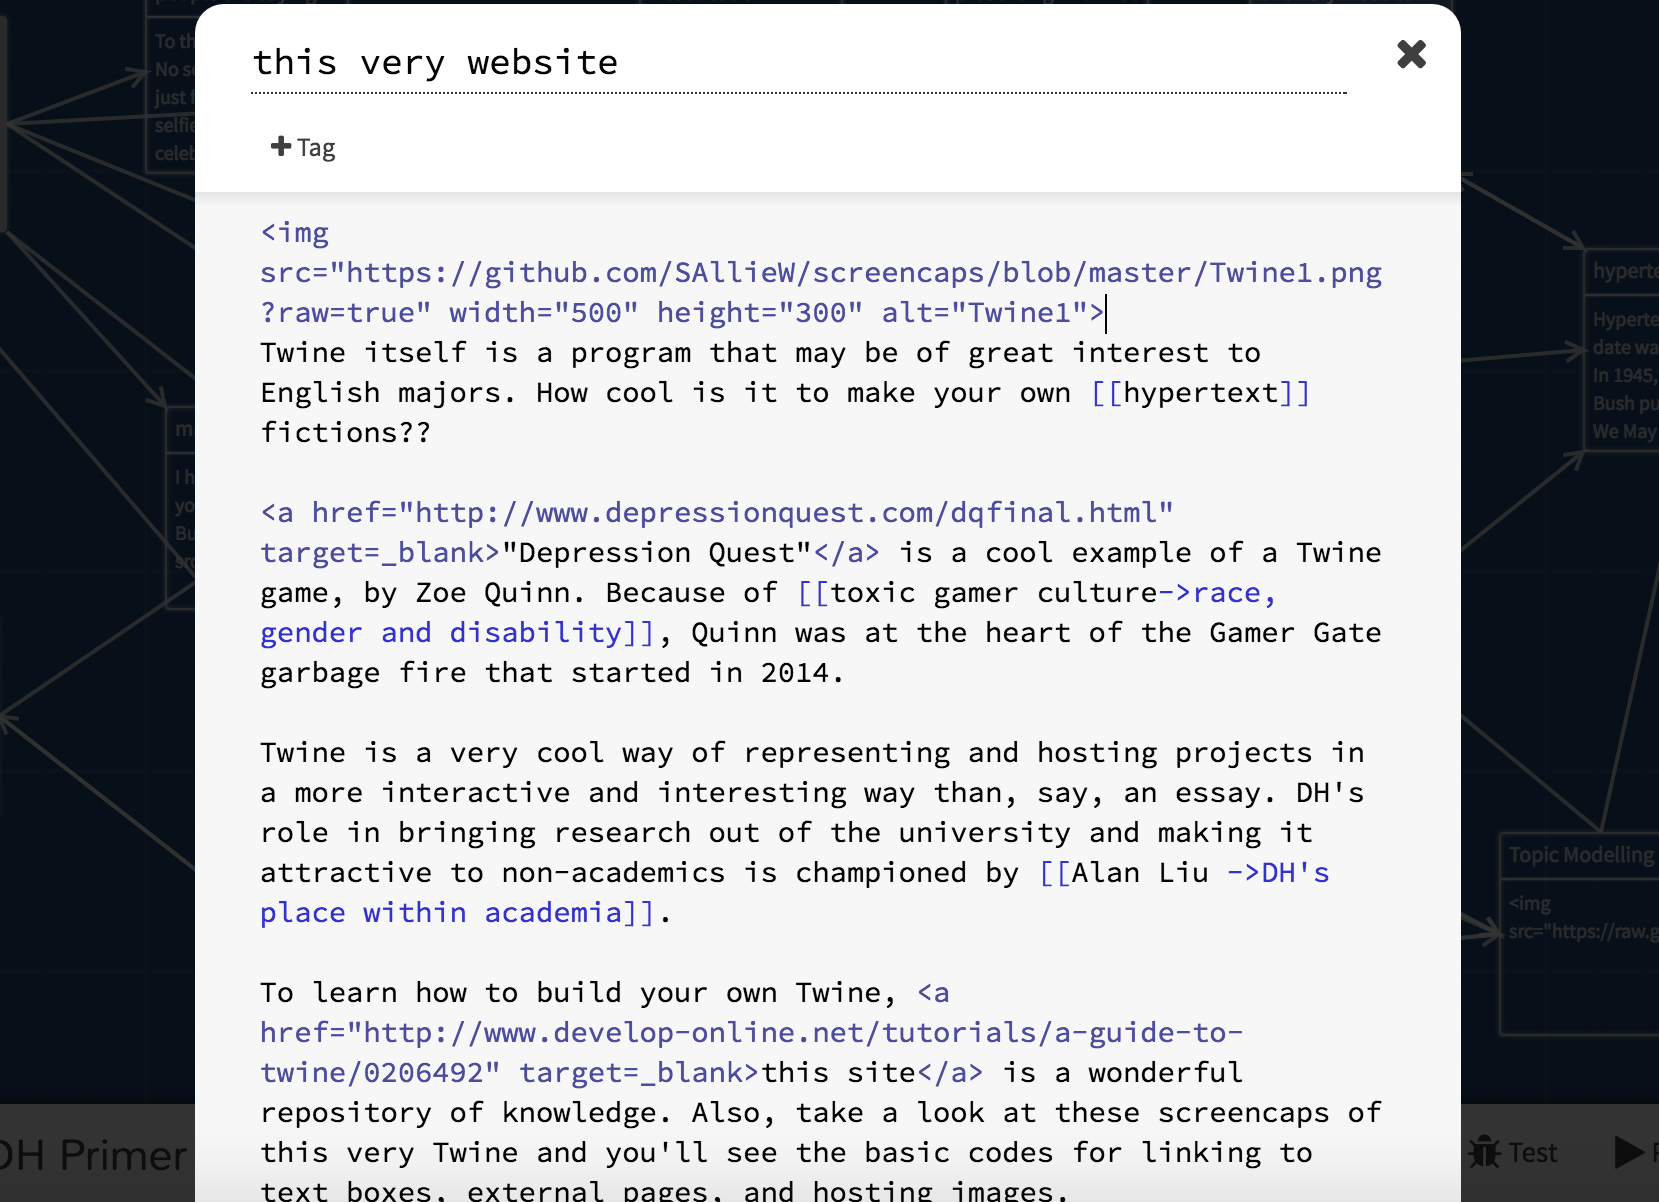 To th
No s
just f
selfie
celeb
this very website
Tag
<img
src="https://github.com/SAllieW/screencaps/blob/master/Twine1.png
?raw=true" width="500" height="300" alt="Twine1">
Twine itself is a program that may be of great interest to
English majors. How cool is it to make your own [[hypertext]]
fictions??
<a href="http://www.depressionquest.com/dqfinal.html"
target=_blank>"Depression Quest"</a> is a cool example of a Twine
game, by Zoe Quinn. Because of [[toxic gamer culture->race,
gender and disability]], Quinn was at the heart of the Gamer Gate
garbage fire that started in 2014.
Twine is a very cool way of representing and hosting projects in
a more interactive and interesting way than, say, an essay. DH's
role in bringing research out of the university and making it
attractive to non-academics is championed by [[Alan Liu ->DH's
place within academia]].
To learn how to build your own Twine, <a
href="http://www.develop-online.net/tutorials/a-guide-to-
twine/0206492" target=_blank>this site</a> is a wonderful
repository of knowledge. Also, take a look at these screencaps of
this very Twine and you'll see the basic codes for linking to
text boxes, external pages, and hosting images.
I h
yo
Bu
src
hyperte
Hyperte
date wa
In 1945,
Bush pu
We May
Topic Modelling
<img
src="https://raw.g
DH Primer
Test